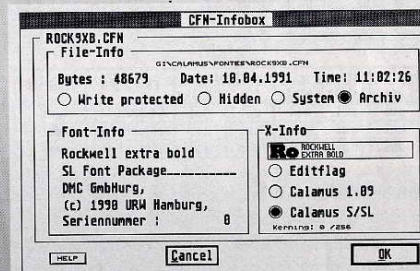 CFN-Infobox
ROCK9XB.CFN
File-Info
G:\CALAMUS\FONTES\ROCK9XB.CFN
Bytes : 48679 Date: 10.04.1991 Time: 11:02:26
Write protected Hidden System Archiv
Font-Info
Rockwell extra bold
SL Font Package
DMC GmbHurg,
(c) 1990 URW Hamburg,
Seriennummer : 0
X-Info
Ro ROCKWELL
EXTRA BOLD
Editflag
Calamus 1.09
Calamus S/SL
Kerning: 0 /256
HELP Cancel OK